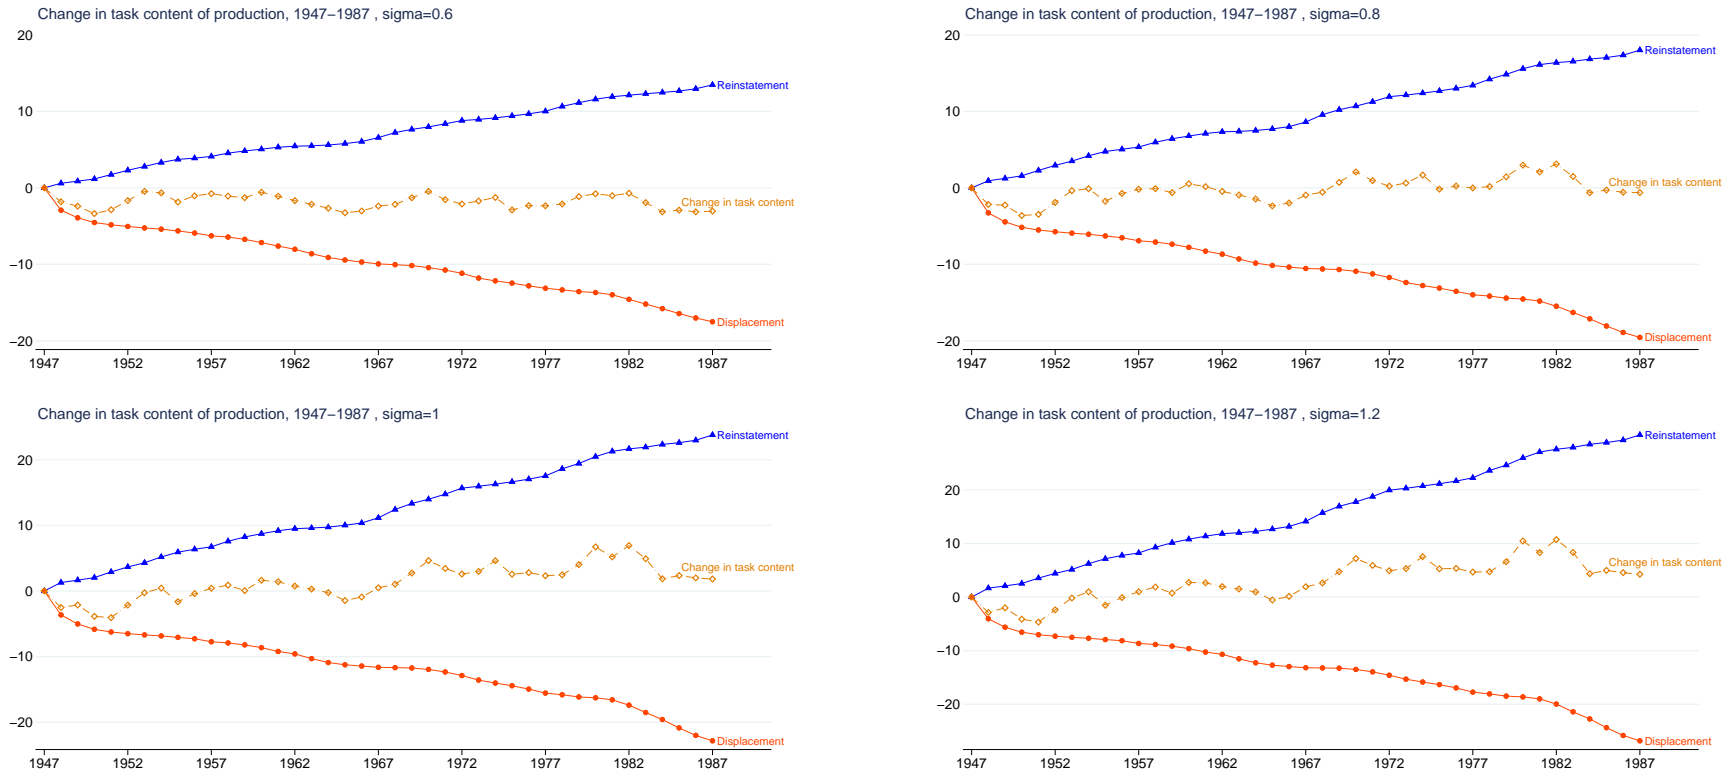 Change in task content of production, 1947−1987 , sigma=0.6
20
10
0
−10
−20
Reinstatement
Change in task content
Displacement
1947 1952 1957 1962 1967 1972 1977 1982 1987
Change in task content of production, 1947−1987 , sigma=0.8
20
10
0
−10
−20
Reinstatement
Change in task content
Displacement
1947 1952 1957 1962 1967 1972 1977 1982 1987
Change in task content of production, 1947−1987 , sigma=1
20
10
0
−10
−20
Reinstatement
Change in task content
Displacement
1947 1952 1957 1962 1967 1972 1977 1982 1987
Change in task content of production, 1947−1987 , sigma=1.2
20
10
0
−10
−20
Reinstatement
Change in task content
Displacement
1947 1952 1957 1962 1967 1972 1977 1982 1987